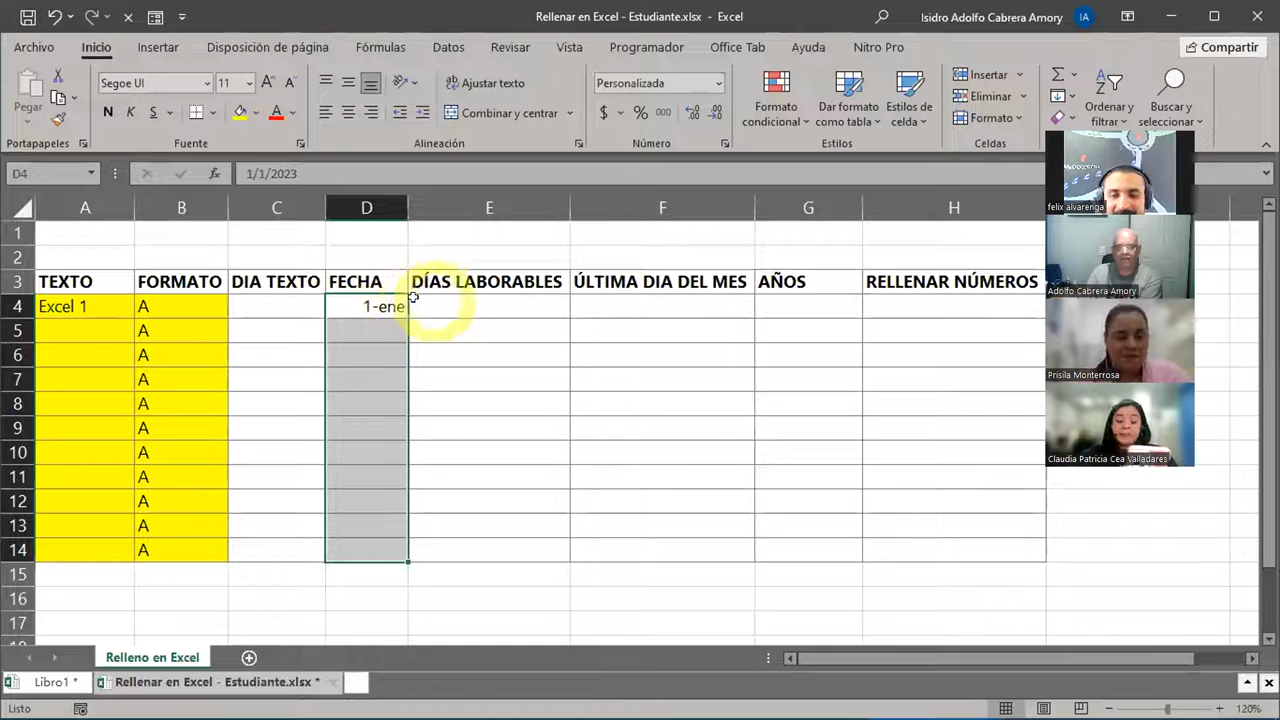 Rellenar en Excel - Estudiante.xlsx - Excel
Isidro Adolfo Cabrera Amory
IA
Archivo Inicio Insertar Disposición de página Fórmulas Datos Revisar Vista Programador Office Tab Ayuda Nitro Pro
Compartir
Pegar
Segoe UI 11
N K S
Ajustar texto
Combinar y centrar
Personalizada
$ % 000
Formato condicional
Dar formato como tabla
Estilos de celda
Insertar
Eliminar
Formato
Ordenar y filtrar
Buscar y seleccionar
Portapapeles Fuente Alineación Número Estilos Celdas
D4 fx 1/1/2023
A B C D E F G H
1
2
3 TEXTO FORMATO DIA TEXTO FECHA DÍAS LABORABLES ÚLTIMA DIA DEL MES AÑOS RELLENAR NÚMEROS
4 Excel 1 A 1-ene
5 A
6 A
7 A
8 A
9 A
10 A
11 A
12 A
13 A
14 A
15
16
17
felix alvarenga
Adolfo Cabrera Amory
Prisila Monterrosa
Claudia Patricia Cea Valladares
Relleno en Excel
Libro1 *
Rellenar en Excel - Estudiante.xlsx *
Listo
120%